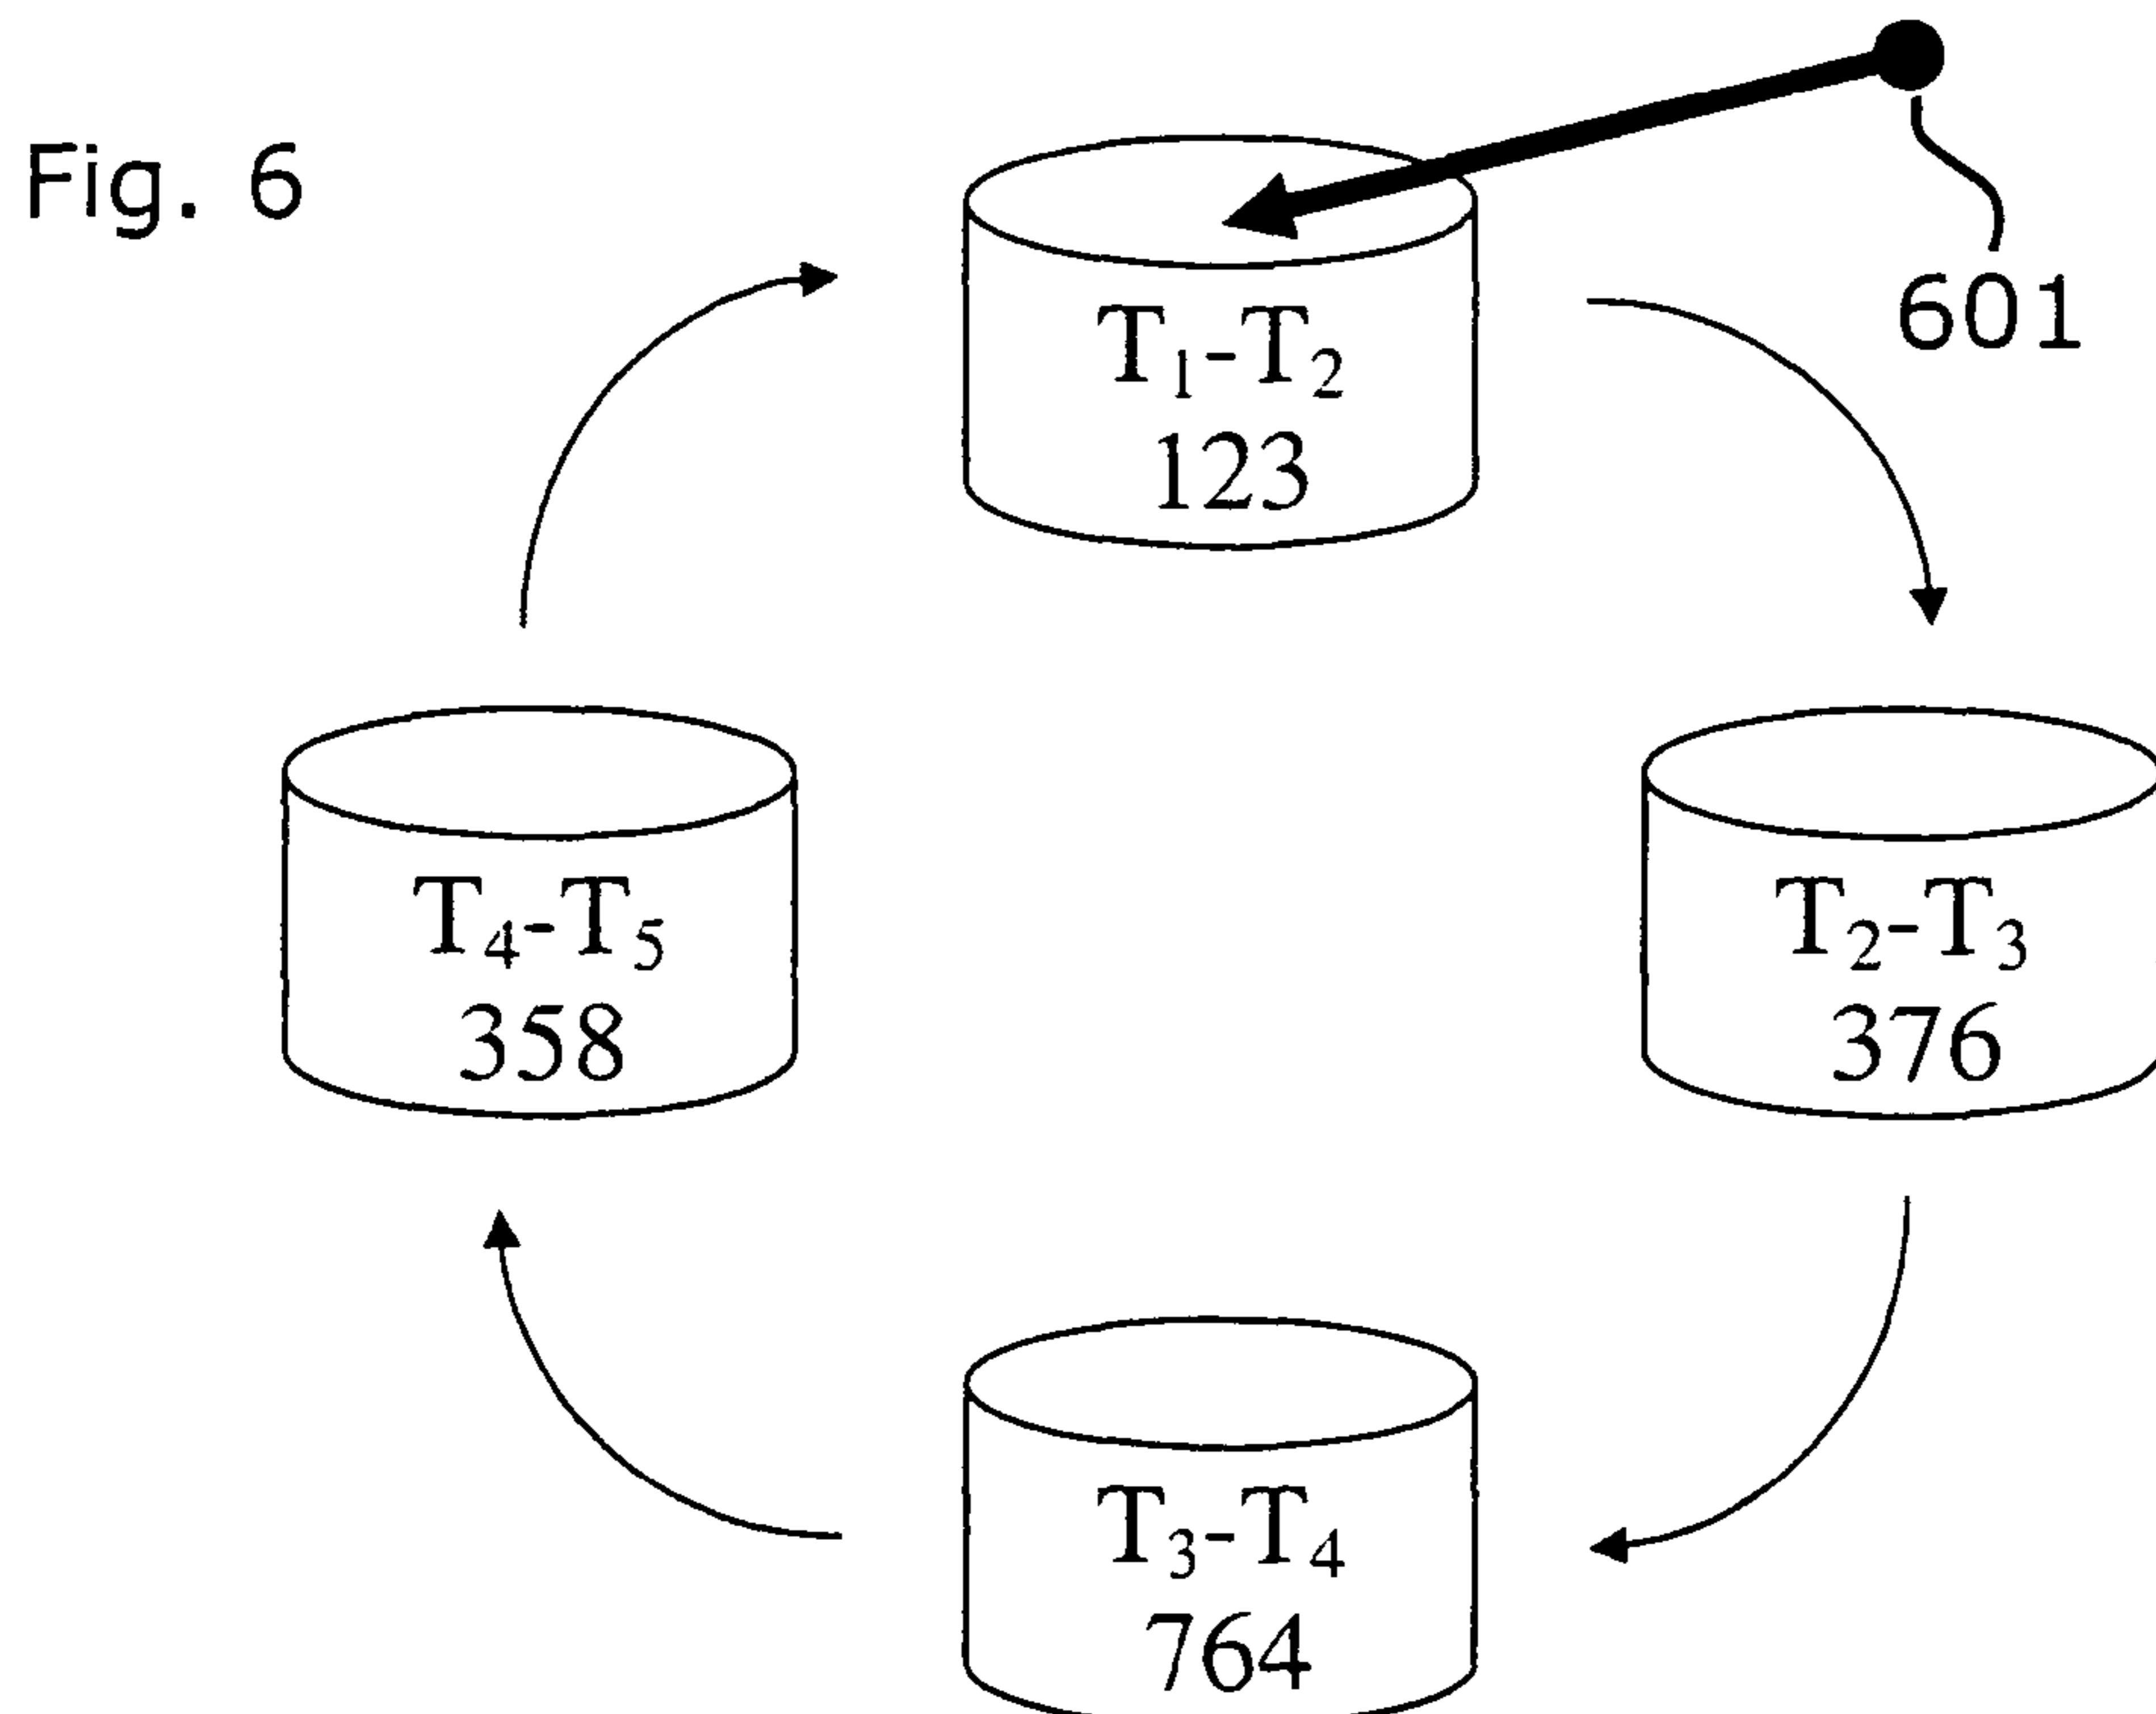 Fig. 6
601
T₁-T₂
123
T₄-T₅
358
T₂-T₃
376
T₃-T₄
764